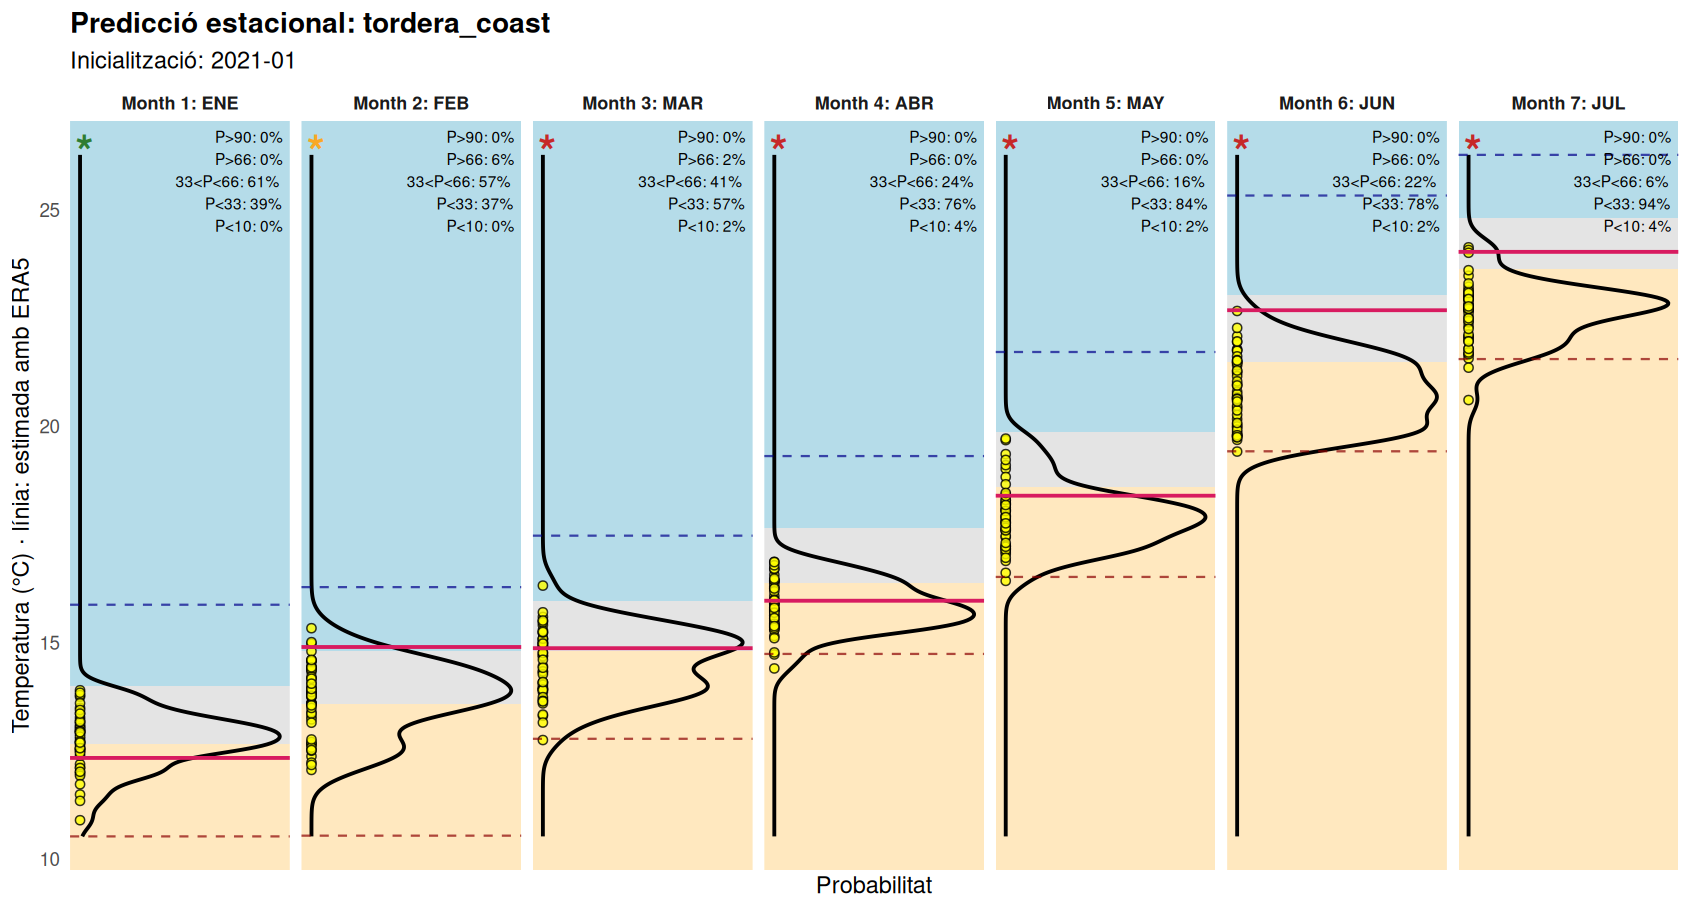 Predicció estacional: tordera_coast
Inicialització: 2021-01
Month 1: ENE
Month 2: FEB
Month 3: MAR
Month 4: ABR
Month 5: MAY
Month 6: JUN
Month 7: JUL
*
P>90: 0%
P>66: 0%
33<P<66: 61%
P<33: 39%
P<10: 0%
*
P>90: 0%
P>66: 6%
33<P<66: 57%
P<33: 37%
P<10: 0%
*
P>90: 0%
P>66: 2%
33<P<66: 41%
P<33: 57%
P<10: 2%
*
P>90: 0%
P>66: 0%
33<P<66: 24%
P<33: 76%
P<10: 4%
*
P>90: 0%
P>66: 0%
33<P<66: 16%
P<33: 84%
P<10: 2%
*
P>90: 0%
P>66: 0%
33<P<66: 22%
P<33: 78%
P<10: 2%
*
P>90: 0%
P>66: 0%
33<P<66: 6%
P<33: 94%
P<10: 4%
25
20
15
10
Temperatura (°C) · línia: estimada amb ERA5
Probabilitat